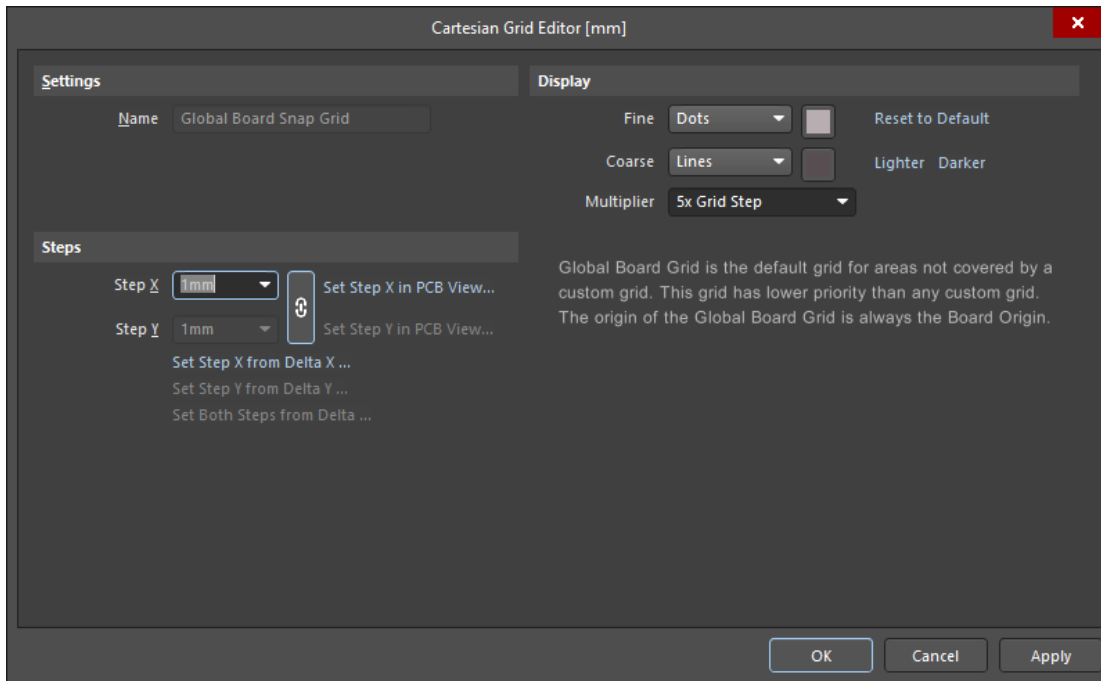 Cartesian Grid Editor [mm]
Settings
Name Global Board Snap Grid
Steps
Step X 1mm Set Step X in PCB View...
Step Y 1mm Set Step Y in PCB View...
Set Step X from Delta X ...
Set Step Y from Delta Y ...
Set Both Steps from Delta ...
Display
Fine Dots Reset to Default
Coarse Lines Lighter Darker
Multiplier 5x Grid Step
Global Board Grid is the default grid for areas not covered by a
custom grid. This grid has lower priority than any custom grid.
The origin of the Global Board Grid is always the Board Origin.
OK Cancel Apply